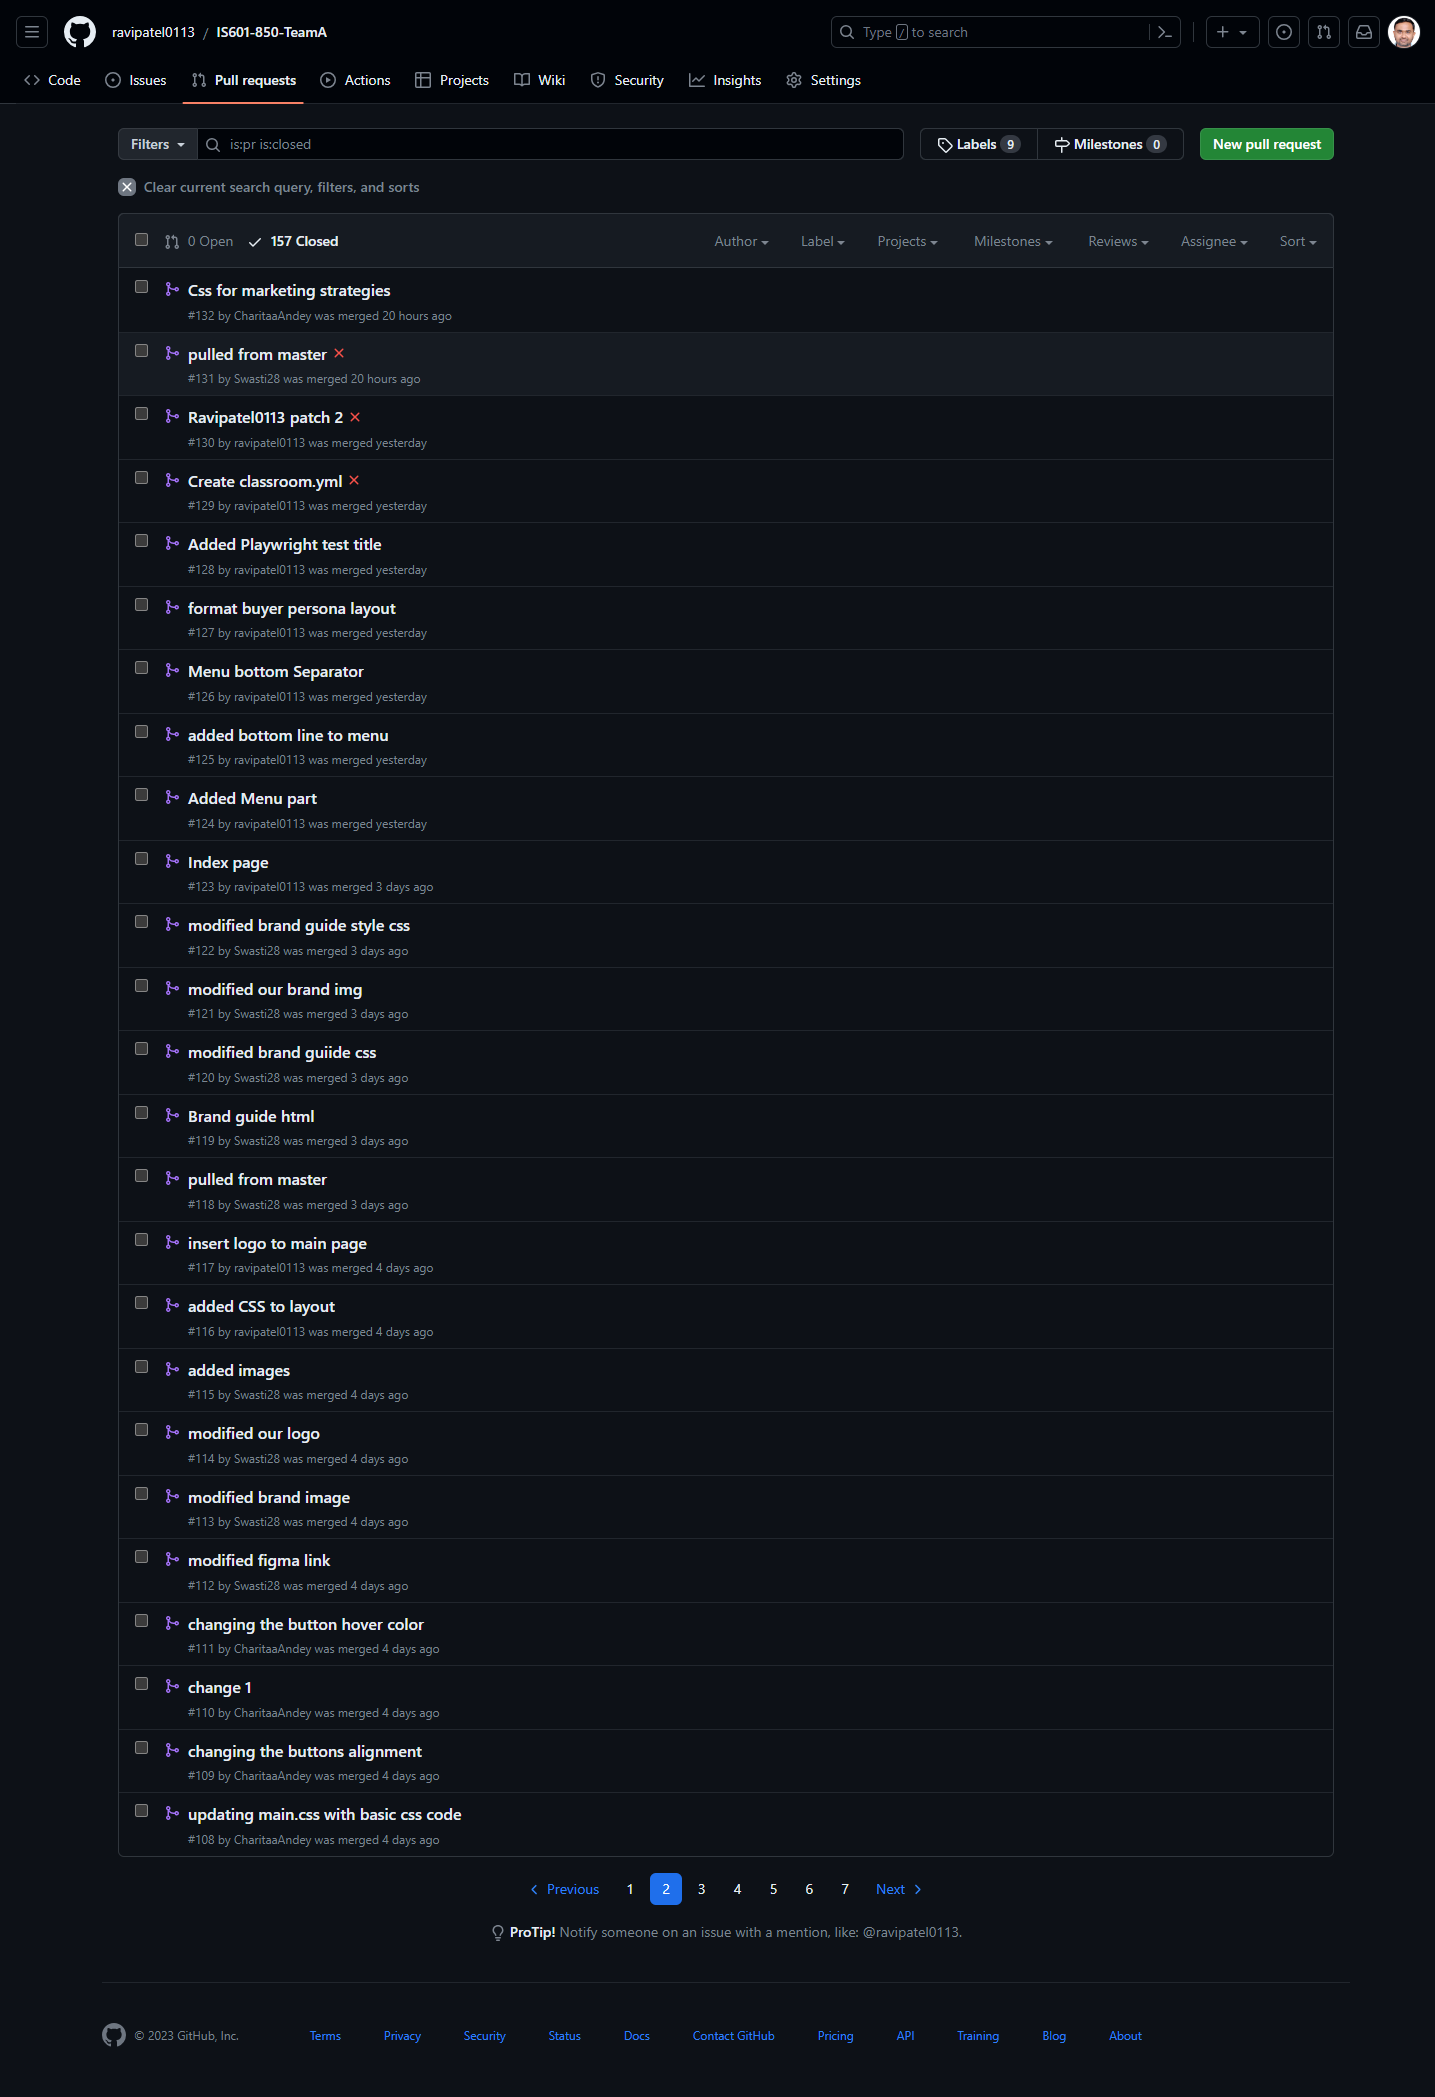 ravipatel0113 / IS601-850-TeamA
Type / to search
Code Issues Pull requests Actions Projects Wiki Security Insights Settings
Filters is:pr is:closed Labels 9 Milestones 0 New pull request
Clear current search query, filters, and sorts
0 Open 157 Closed Author Label Projects Milestones Reviews Assignee Sort
Css for marketing strategies
#132 by CharitaaAndey was merged 20 hours ago
pulled from master
#131 by Swasti28 was merged 20 hours ago
Ravipatel0113 patch 2
#130 by ravipatel0113 was merged yesterday
Create classroom.yml
#129 by ravipatel0113 was merged yesterday
Added Playwright test title
#128 by ravipatel0113 was merged yesterday
format buyer persona layout
#127 by ravipatel0113 was merged yesterday
Menu bottom Separator
#126 by ravipatel0113 was merged yesterday
added bottom line to menu
#125 by ravipatel0113 was merged yesterday
Added Menu part
#124 by ravipatel0113 was merged yesterday
Index page
#123 by ravipatel0113 was merged 3 days ago
modified brand guide style css
#122 by Swasti28 was merged 3 days ago
modified our brand img
#121 by Swasti28 was merged 3 days ago
modified brand guiide css
#120 by Swasti28 was merged 3 days ago
Brand guide html
#119 by Swasti28 was merged 3 days ago
pulled from master
#118 by Swasti28 was merged 3 days ago
insert logo to main page
#117 by ravipatel0113 was merged 4 days ago
added CSS to layout
#116 by ravipatel0113 was merged 4 days ago
added images
#115 by Swasti28 was merged 4 days ago
modified our logo
#114 by Swasti28 was merged 4 days ago
modified brand image
#113 by Swasti28 was merged 4 days ago
modified figma link
#112 by Swasti28 was merged 4 days ago
changing the button hover color
#111 by CharitaaAndey was merged 4 days ago
change 1
#110 by CharitaaAndey was merged 4 days ago
changing the buttons alignment
#109 by CharitaaAndey was merged 4 days ago
updating main.css with basic css code
#108 by CharitaaAndey was merged 4 days ago
Previous 1 2 3 4 5 6 7 Next
ProTip! Notify someone on an issue with a mention, like: @ravipatel0113.
© 2023 GitHub, Inc. Terms Privacy Security Status Docs Contact GitHub Pricing API Training Blog About